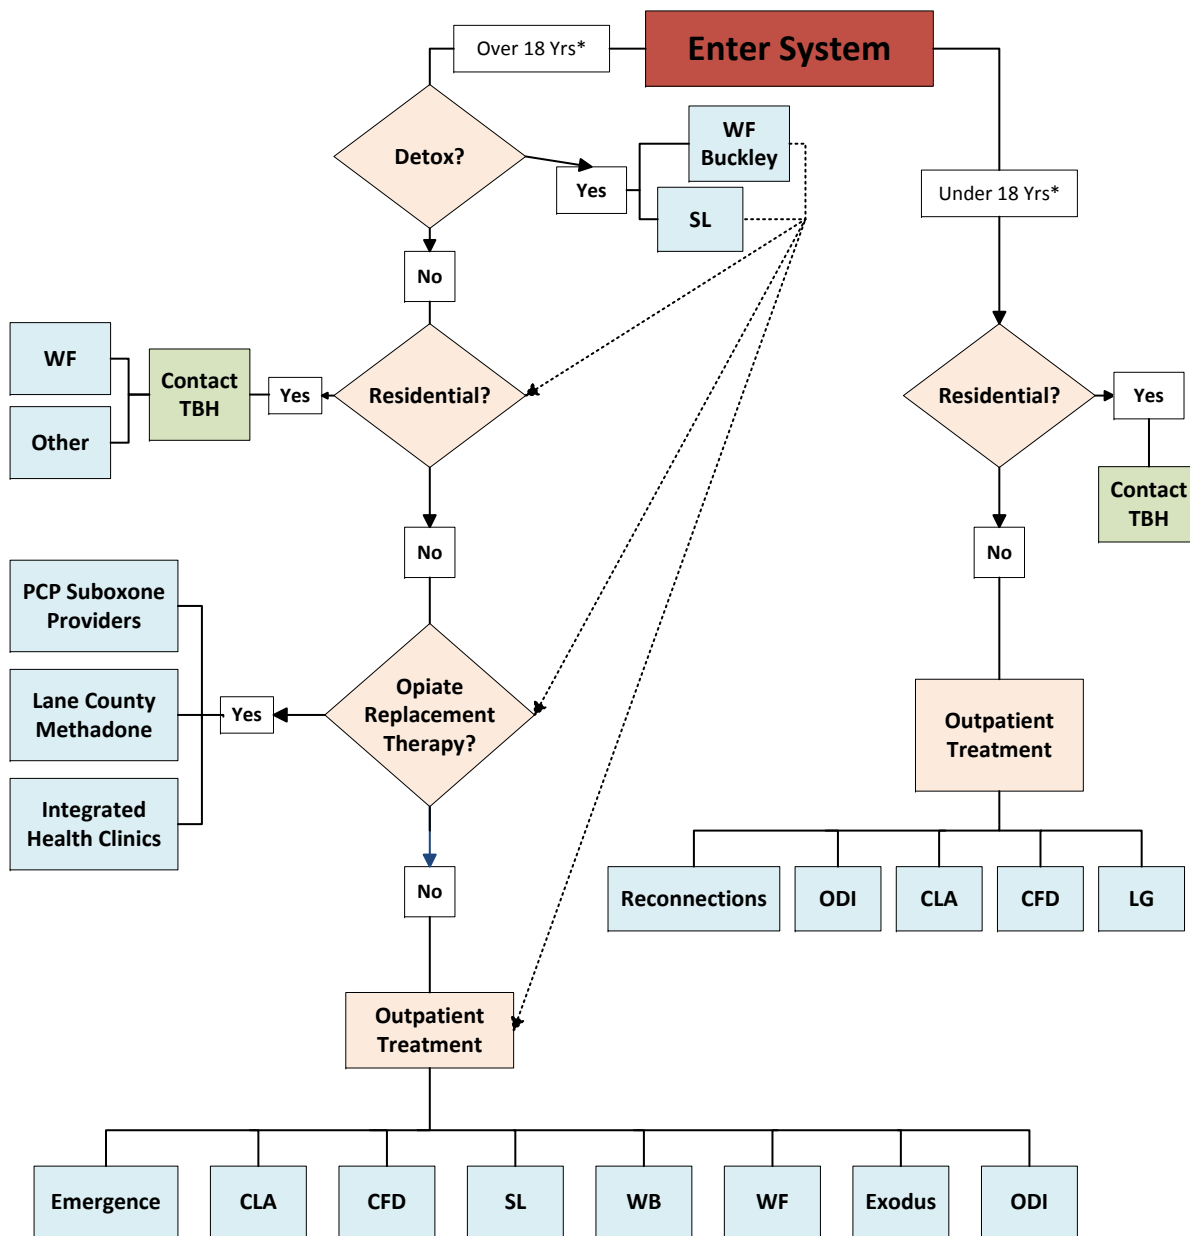 Over 18 Yrs*
Enter System
Detox?
Yes
WF
Buckley
SL
Under 18 Yrs*
No
WF
Other
Contact
TBH
Yes
Residential?
Residential?
Yes
Contact
TBH
No
No
PCP Suboxone
Providers
Lane County
Methadone
Integrated
Health Clinics
Yes
Opiate
Replacement
Therapy?
Outpatient
Treatment
Reconnections
ODI
CLA
CFD
LG
No
Outpatient
Treatment
Emergence
CLA
CFD
SL
WB
WF
Exodus
ODI